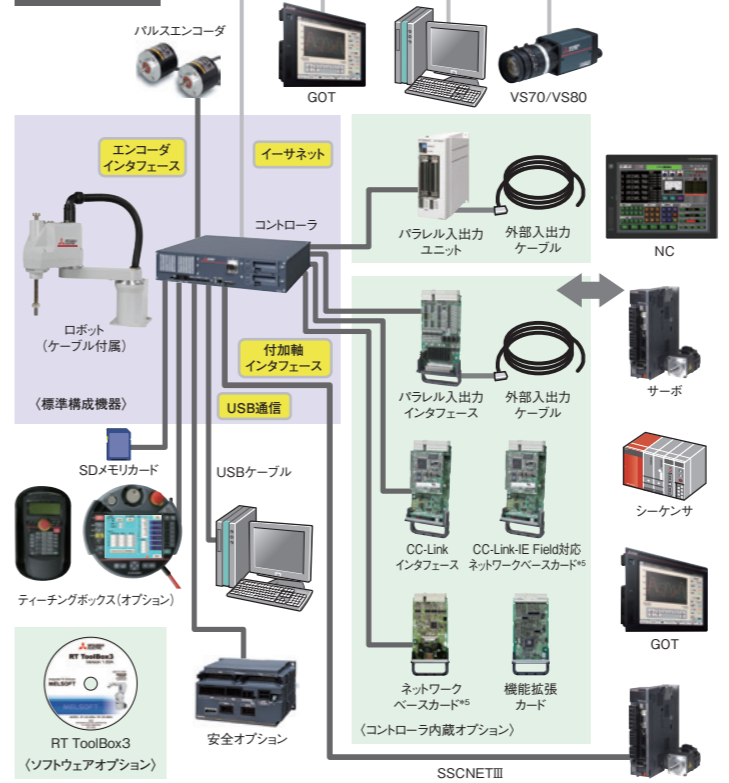 パルスエンコーダ
GOT
VS70/VS80
エンコーダ
インタフェース
イーサネット
コントローラ
パラレル入出力
ユニット
外部入出力
ケーブル
NC
ロボット
(ケーブル付属)
付加軸
インタフェース
〈標準構成機器〉
USB通信
パラレル入出力
インタフェース
外部入出力
ケーブル
サーボ
SDメモリカード
USBケーブル
シーケンサ
CC-Link
インタフェース
CC-Link-IE Field対応
ネットワークベースカード*5
ティーチングボックス(オプション)
GOT
ネットワーク
ベースカード*5
機能拡張
カード
RT ToolBox3
MELSOFT
RT ToolBox3
〈ソフトウェアオプション〉
安全オプション
〈コントローラ内蔵オプション〉
SSCNETⅢ